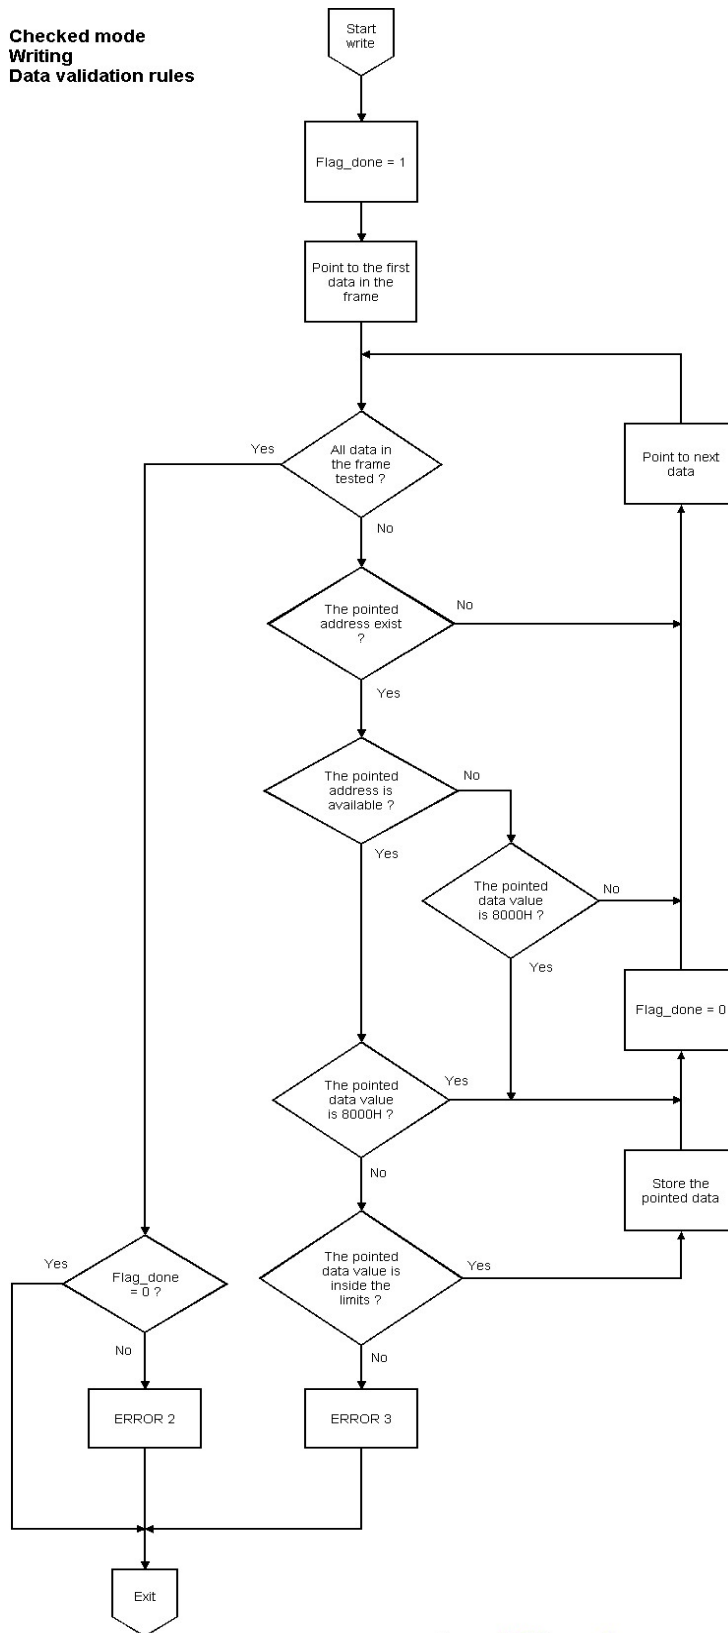 Checked mode
Writing
Data validation rules
Start
write
Flag_done = 1
Point to the first
data in the
frame
All data in
the frame
tested ?
Yes
No
Point to next
data
The pointed
address exist
?
No
Yes
The pointed
address is
available ?
No
Yes
The pointed
data value
is 8000H ?
No
Yes
Flag_done = 0
The pointed
data value
is 8000H ?
Yes
No
Store the
pointed data
The pointed
data value is
inside the
limits ?
Yes
No
Flag_done
= 0 ?
Yes
No
ERROR 2
ERROR 3
Exit